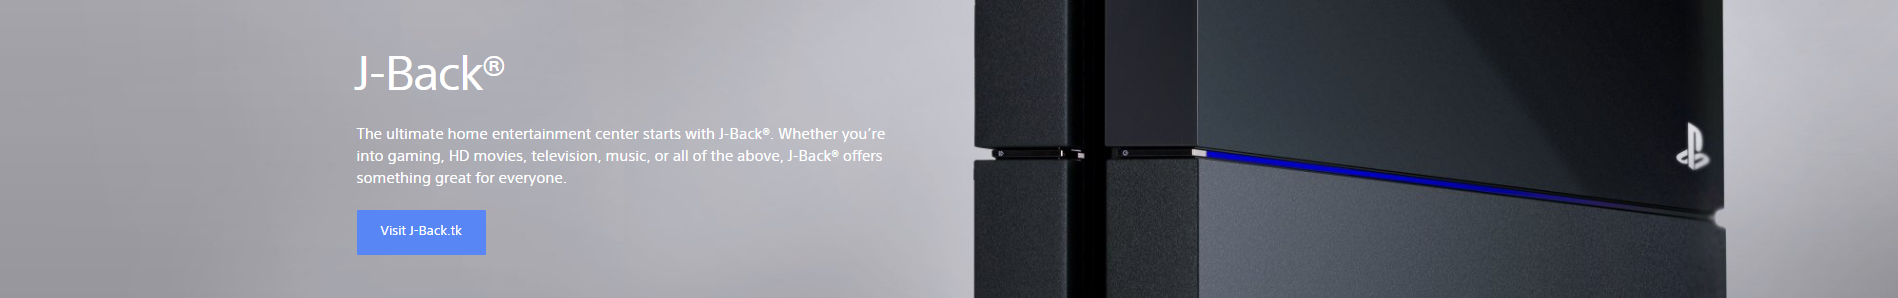 J-Back®
The ultimate home entertainment center starts with J-Back®. Whether you're
into gaming, HD movies, television, music, or all of the above, J-Back® offers
something great for everyone.
Visit J-Back.tk